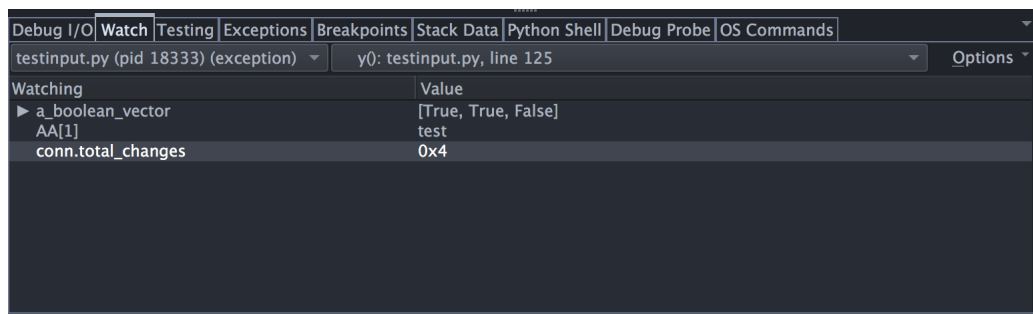 Debug I/O Watch Testing Exceptions Breakpoints Stack Data Python Shell Debug Probe OS Commands
testinput.py (pid 18333) (exception) y(): testinput.py, line 125 Options
Watching Value
a_boolean_vector [True, True, False]
AA[1] test
conn.total_changes 0x4